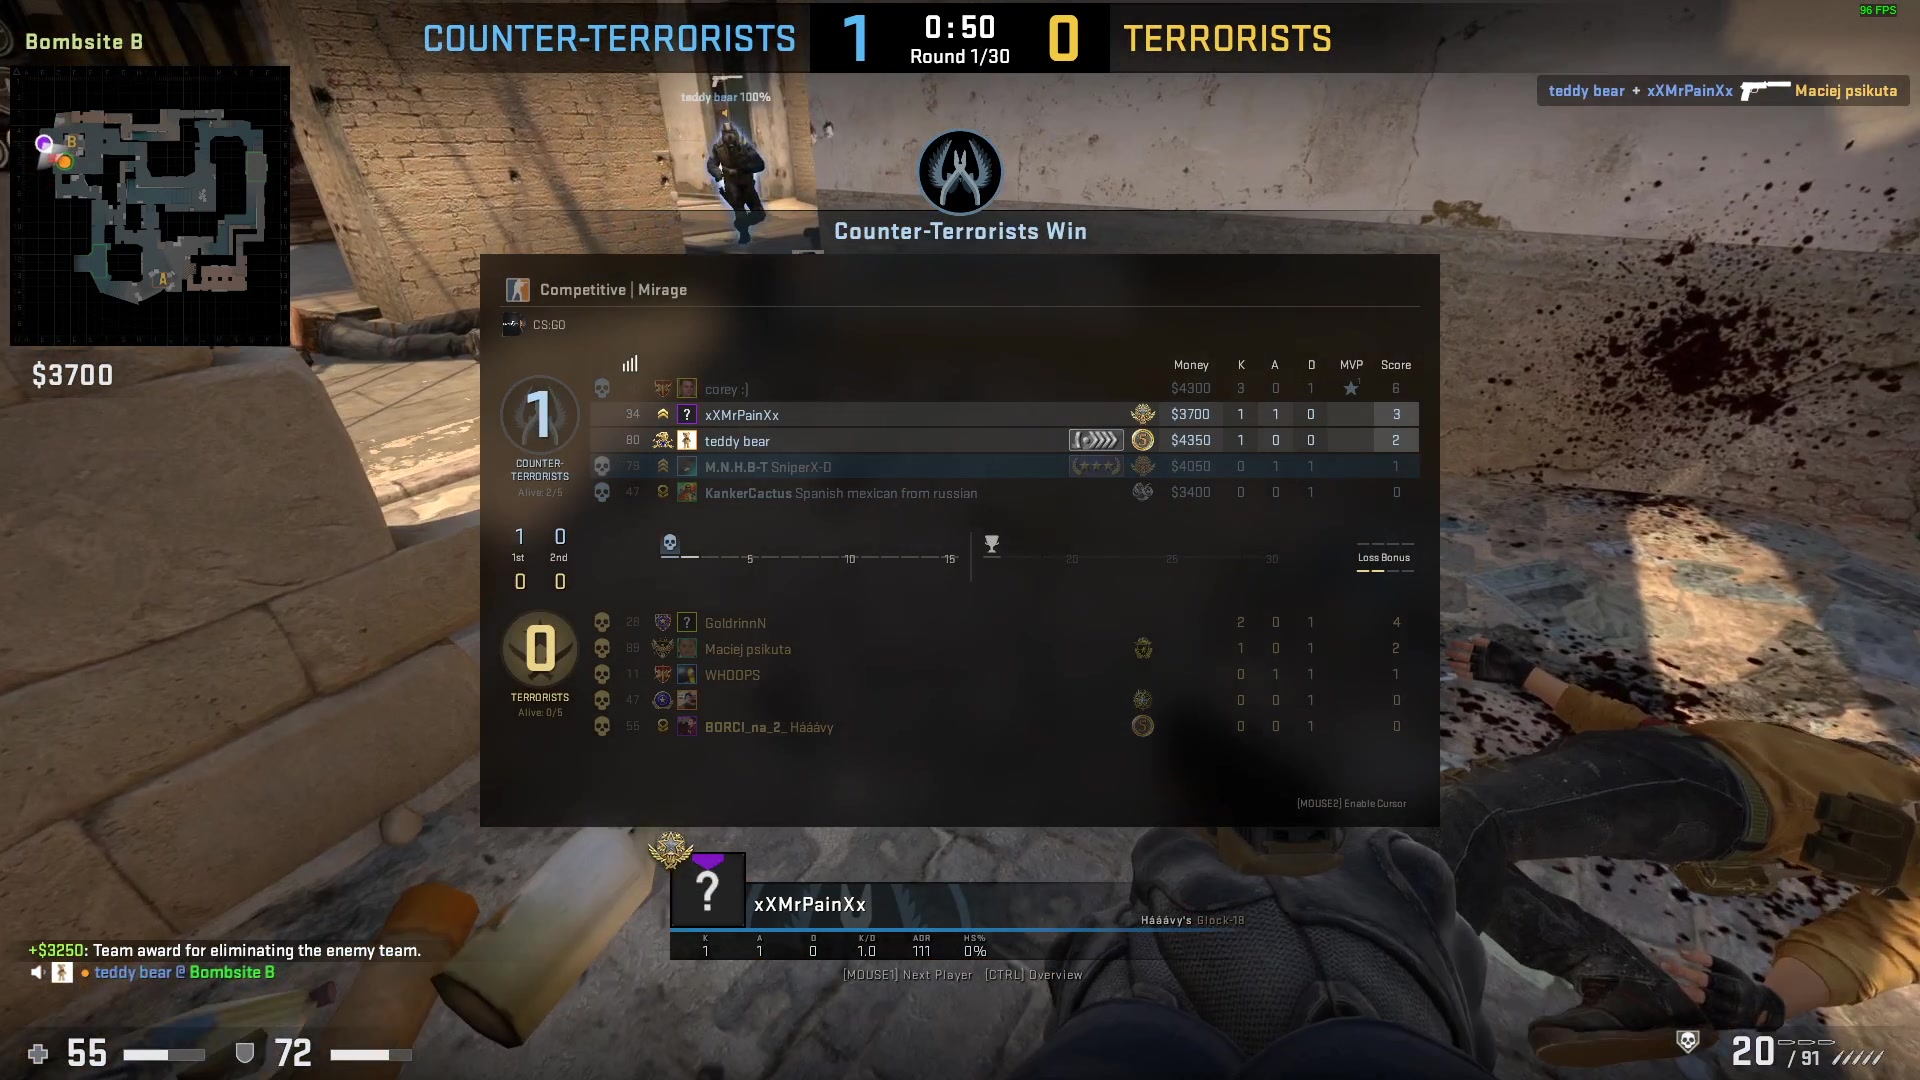 96 FPS
Bombsite B
COUNTER-TERRORISTS 1 0:50 0 TERRORISTS
Round 1/30
teddy bear + xXMrPainXx Maciej psikuta
teddy bear 100%
B
A
$3700
Counter-Terrorists Win
Competitive | Mirage
CS:GO
Money K A D MVP Score
corey :] $4300 3 0 1 1 6
34 xXMrPainXx $3700 1 1 0 3
80 teddy bear 5 $4350 1 0 0 2
79 M.N.H.B-T SniperX-D $4050 0 1 1 1
47 KankerCactus Spanish mexican from russian $3400 0 0 1 0
1
COUNTER-
TERRORISTS
Alive: 2/5
1 0
1st 2nd
0 0
5 10 15 20 25 30
Loss Bonus
28 GoldrinnN 2 0 1 4
89 Maciej psikuta 1 0 1 2
11 WHOOPS 0 1 1 1
47 0 0 1 0
55 BORCI_na_2_ Hááávy 5 0 0 1 0
0
TERRORISTS
Alive: 0/5
[MOUSE2] Enable Cursor
?
xXMrPainXx
Hááávy's Glock-18
K A D K/D ADR HS%
1 1 0 1.0 111 0%
[MOUSE1] Next Player [CTRL] Overview
+$3250: Team award for eliminating the enemy team.
teddy bear @ Bombsite B
55 72
20 / 91